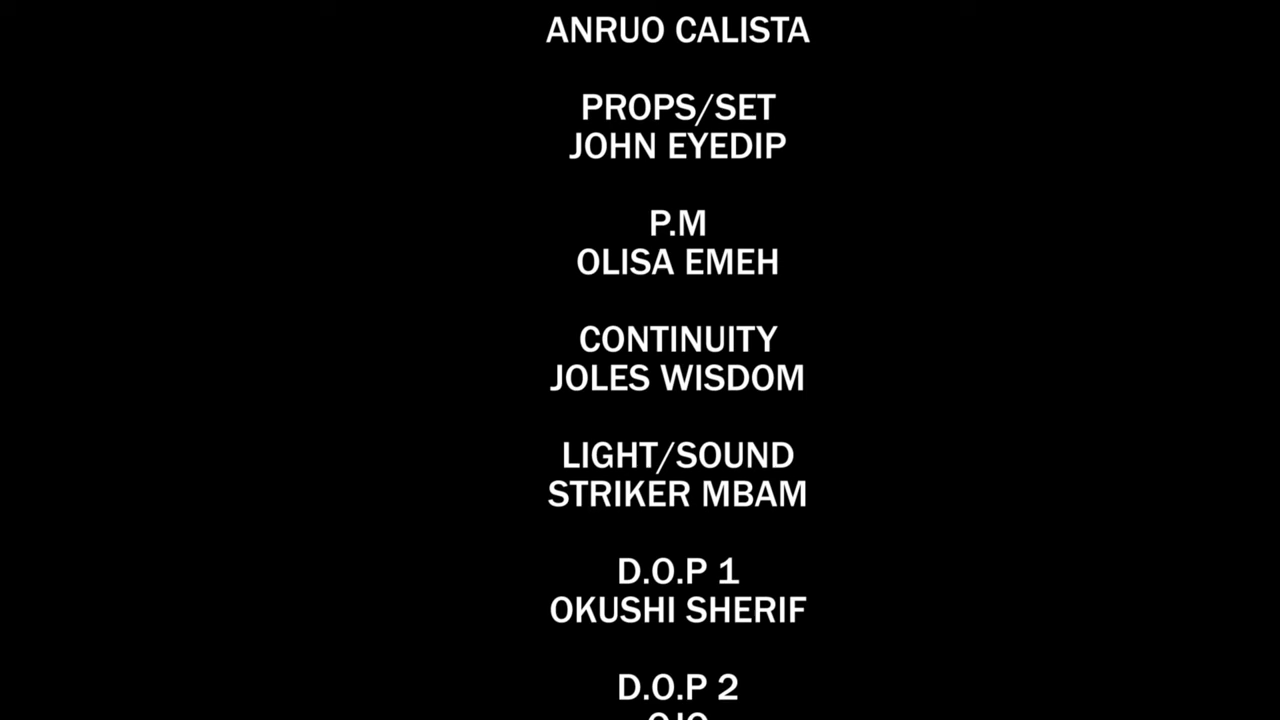 ANRUO CALISTA
PROPS/SET
JOHN EYEDIP
P.M
OLISA EMEH
CONTINUITY
JOLES WISDOM
LIGHT/SOUND
STRIKER MBAM
D.O.P 1
OKUSHI SHERIF
D.O.P 2